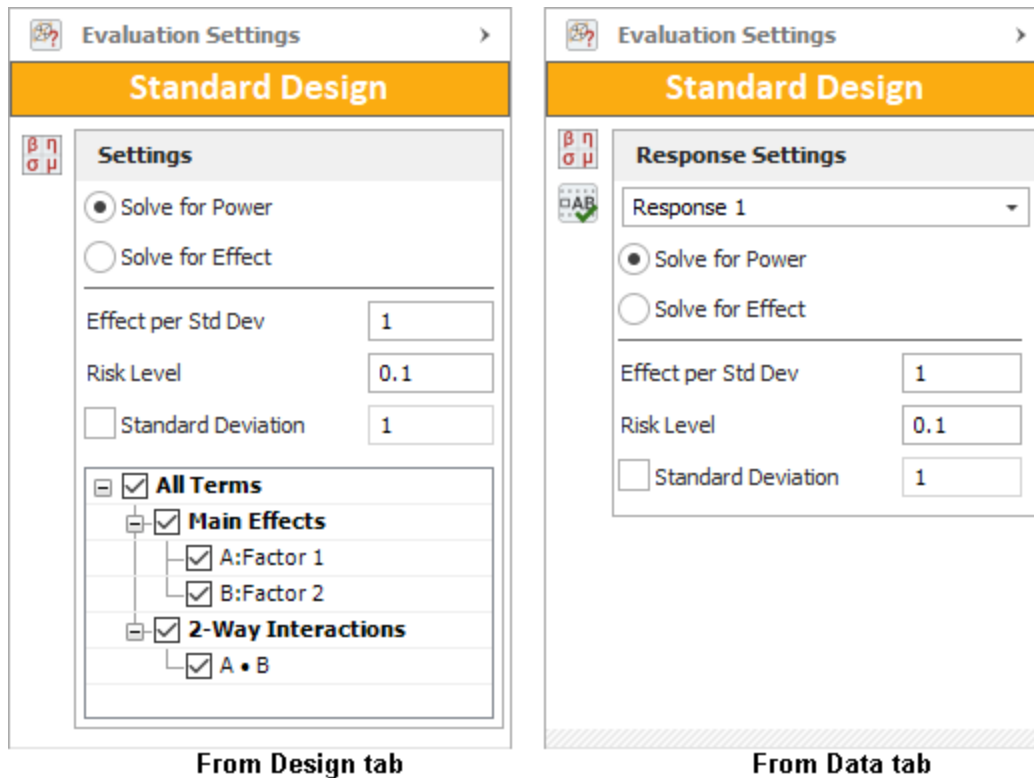 Evaluation Settings
Standard Design
β η
σ μ
Settings
Solve for Power
Solve for Effect
Effect per Std Dev 1
Risk Level 0.1
Standard Deviation 1
All Terms
Main Effects
A:Factor 1
B:Factor 2
2-Way Interactions
A • B
From Design tab
Evaluation Settings
Standard Design
β η
σ μ
AB
Response Settings
Response 1
Solve for Power
Solve for Effect
Effect per Std Dev 1
Risk Level 0.1
Standard Deviation 1
From Data tab